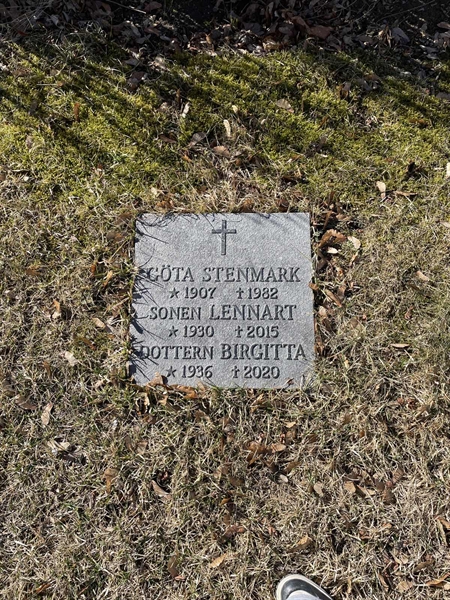 GÖTA STENMARK
★ 1907 † 1982
SONEN LENNART
★ 1930 † 2015
DOTTERN BIRGITTA
★ 1936 † 2020